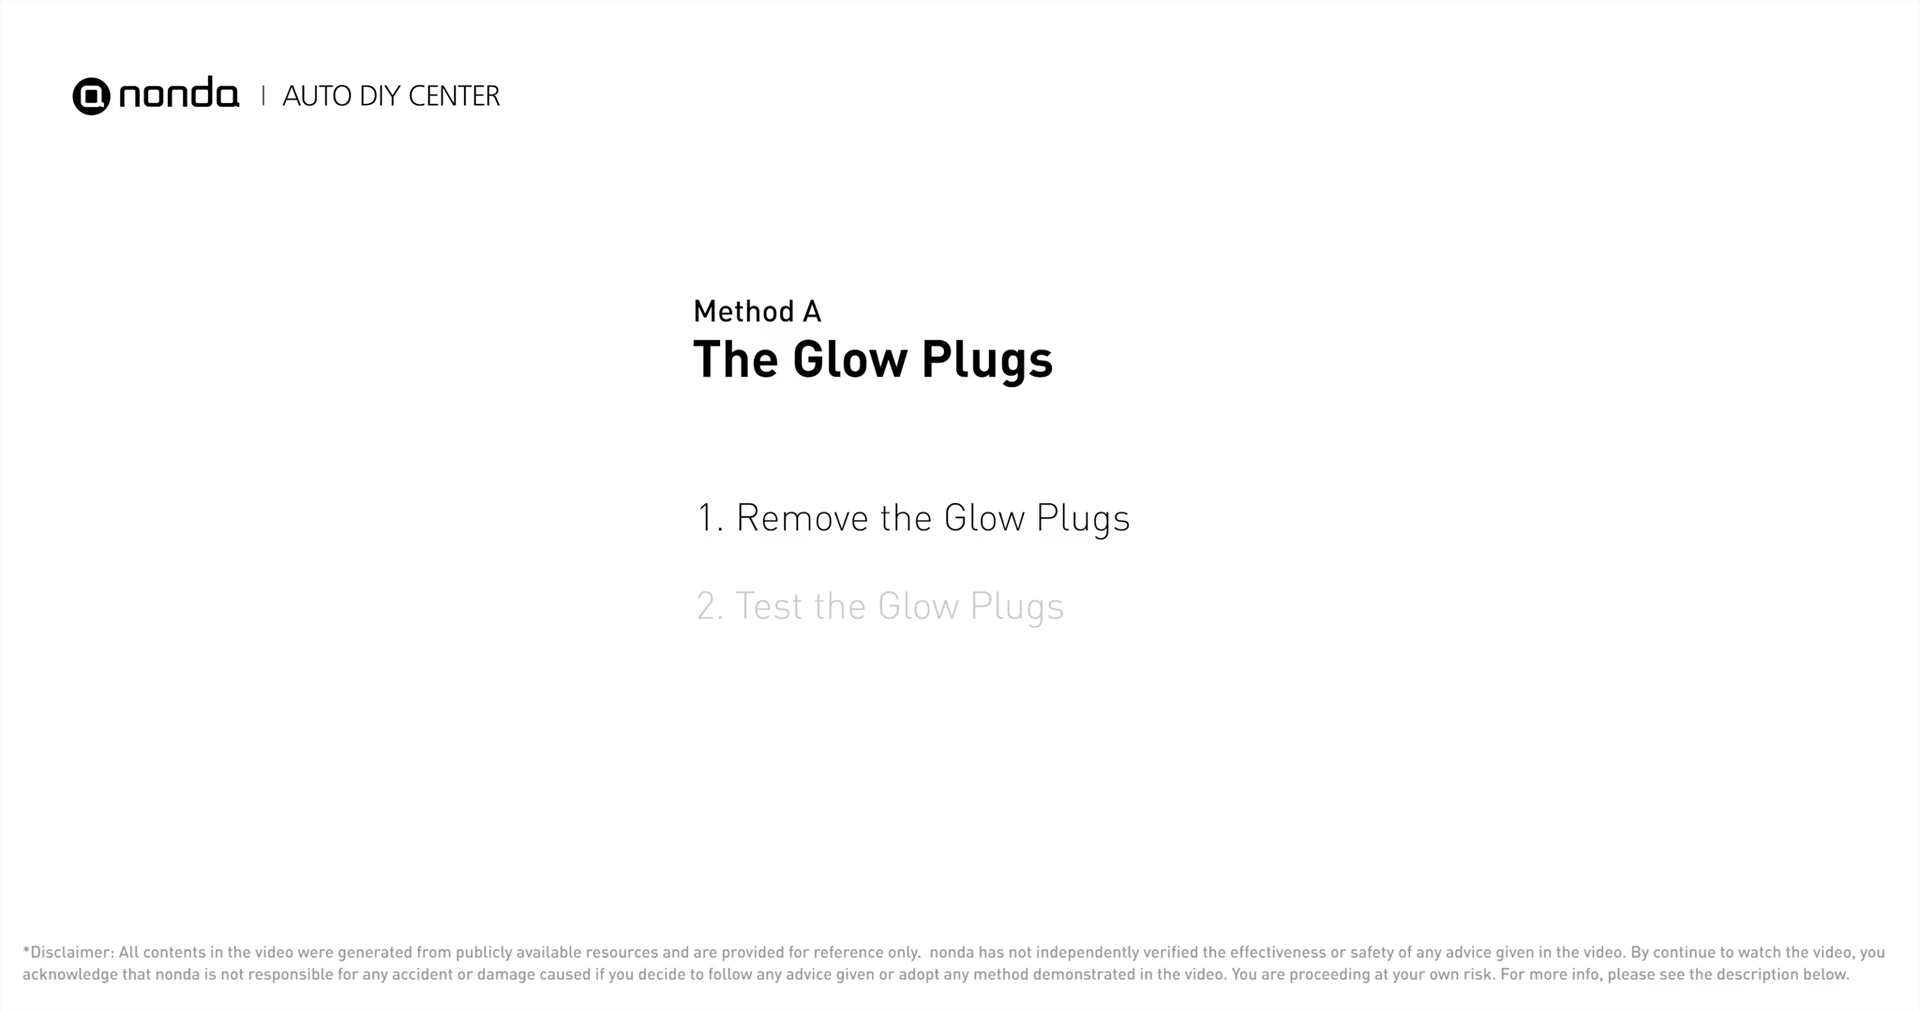 nonda | AUTO DIY CENTER
Method A
The Glow Plugs
1. Remove the Glow Plugs
2. Test the Glow Plugs
*Disclaimer: All contents in the video were generated from publicly available resources and are provided for reference only. nonda has not independently verified the effectiveness or safety of any advice given in the video. By continue to watch the video, you
acknowledge that nonda is not responsible for any accident or damage caused if you decide to follow any advice given or adopt any method demonstrated in the video. You are proceeding at your own risk. For more info, please see the description below.